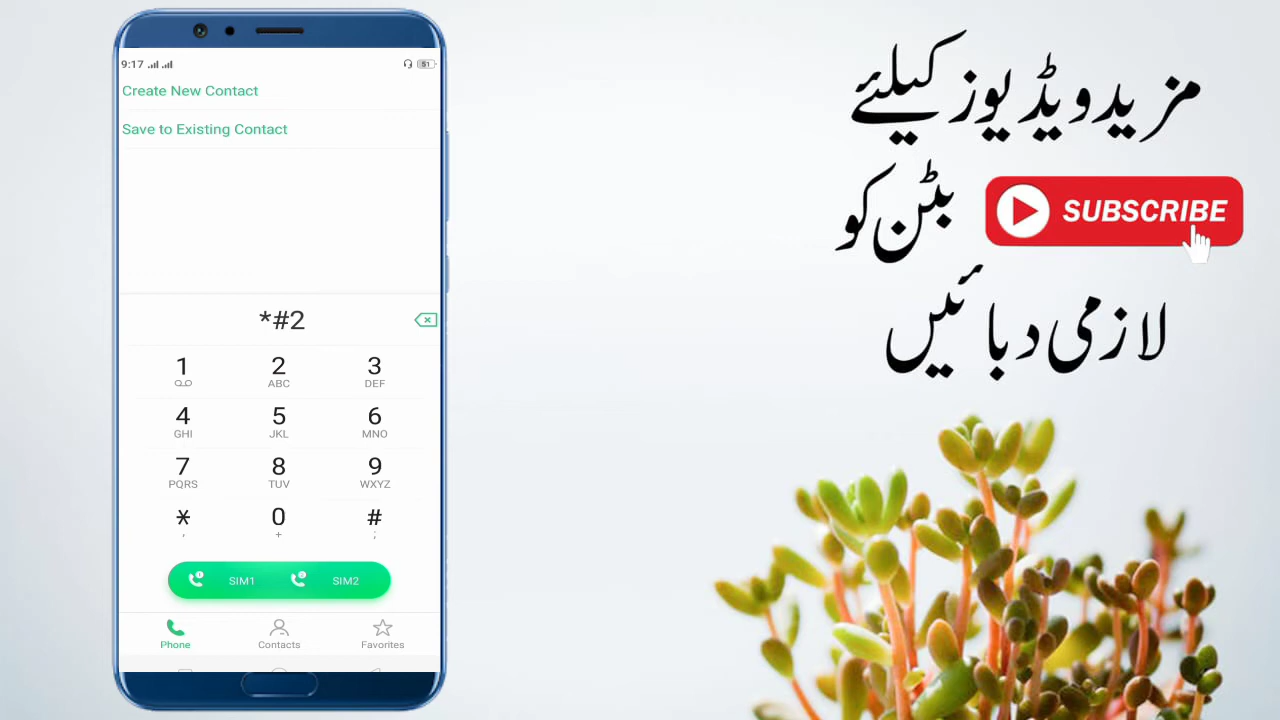 9:17
51
Create New Contact
Save to Existing Contact
*#2
1 2 3
ABC DEF
4 5 6
GHI JKL MNO
7 8 9
PQRS TUV WXYZ
* 0 #
, + ;
SIM1 SIM2
Phone Contacts Favorites
مزید ویڈیوز کیلئے
SUBSCRIBE بٹن کو
لازمی دبائیں